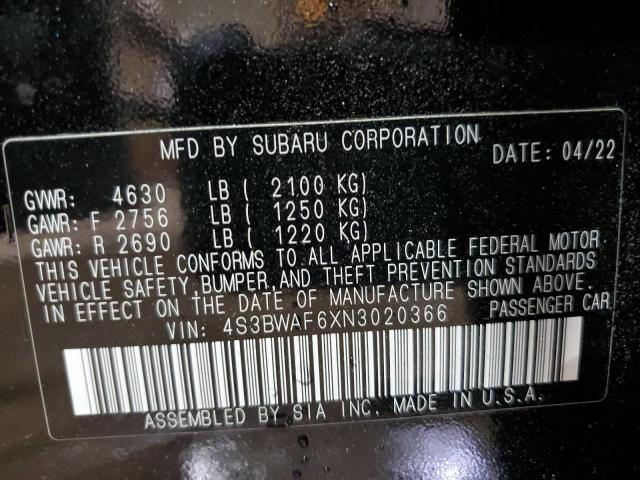 MFD BY SUBARU CORPORATION
DATE: 04/22
GVWR: 4630 LB ( 2100 KG)
GAWR: F 2756 LB ( 1250 KG)
GAWR: R 2690 LB ( 1220 KG)
THIS VEHICLE CONFORMS TO ALL APPLICABLE FEDERAL MOTOR
VEHICLE SAFETY, BUMPER, AND THEFT PREVENTION STANDARDS
IN EFFECT ON THE DATE OF MANUFACTURE SHOWN ABOVE.
VIN: 4S3BWAF6XN3020366 PASSENGER CAR
ASSEMBLED BY SIA INC. MADE IN U.S.A.